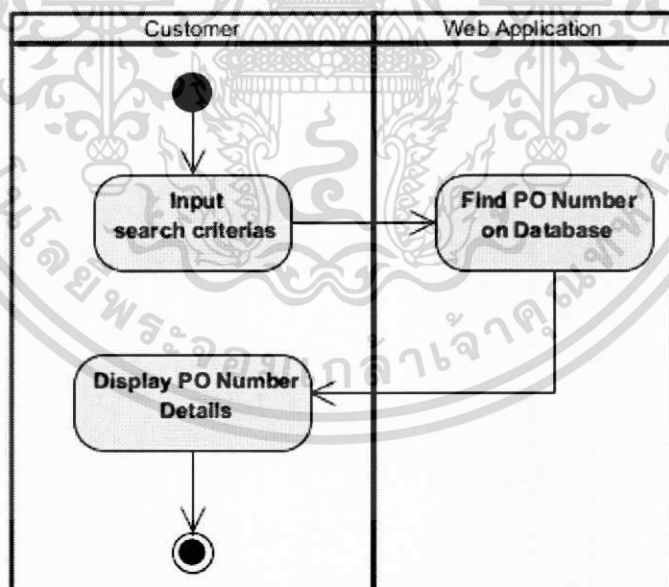 Customer
Web Application
Input
search criterias
Find PO Number
on Database
Display PO Number
Details